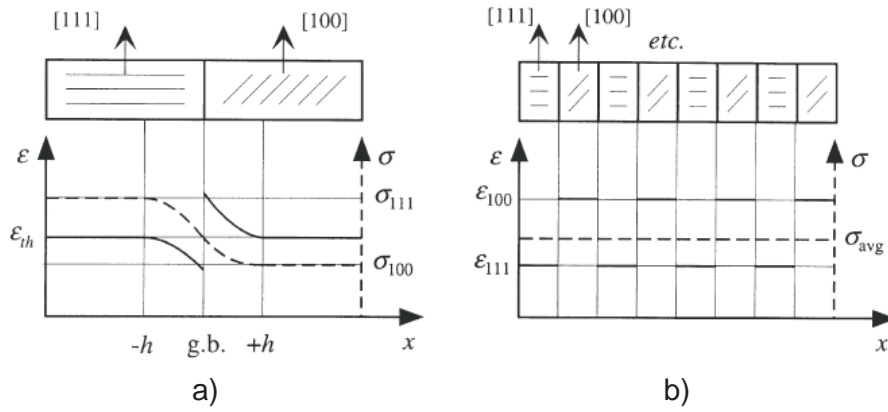 [111] [100]
ε σ
σ₁₁₁
εₜₕ
σ₁₀₀
-h g.b. +h x
a)
[111] [100] etc.
ε σ
ε₁₀₀
σavg
ε₁₁₁
x
b)